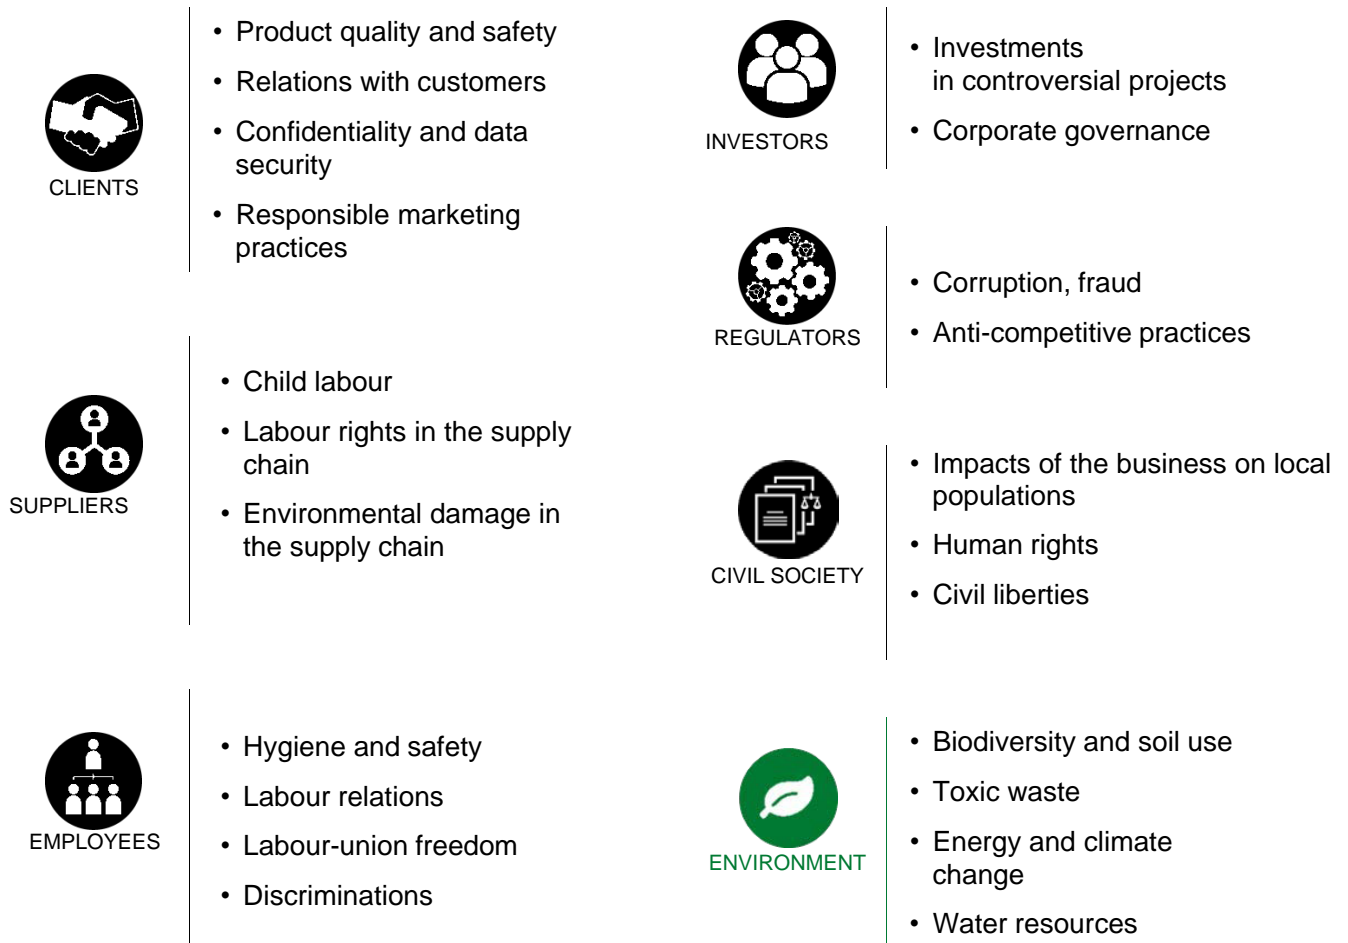 CLIENTS
• Product quality and safety
• Relations with customers
• Confidentiality and data
security
• Responsible marketing
practices
SUPPLIERS
• Child labour
• Labour rights in the supply
chain
• Environmental damage in
the supply chain
EMPLOYEES
• Hygiene and safety
• Labour relations
• Labour-union freedom
• Discriminations
INVESTORS
• Investments
in controversial projects
• Corporate governance
REGULATORS
• Corruption, fraud
• Anti-competitive practices
CIVIL SOCIETY
• Impacts of the business on local
populations
• Human rights
• Civil liberties
ENVIRONMENT
• Biodiversity and soil use
• Toxic waste
• Energy and climate
change
• Water resources